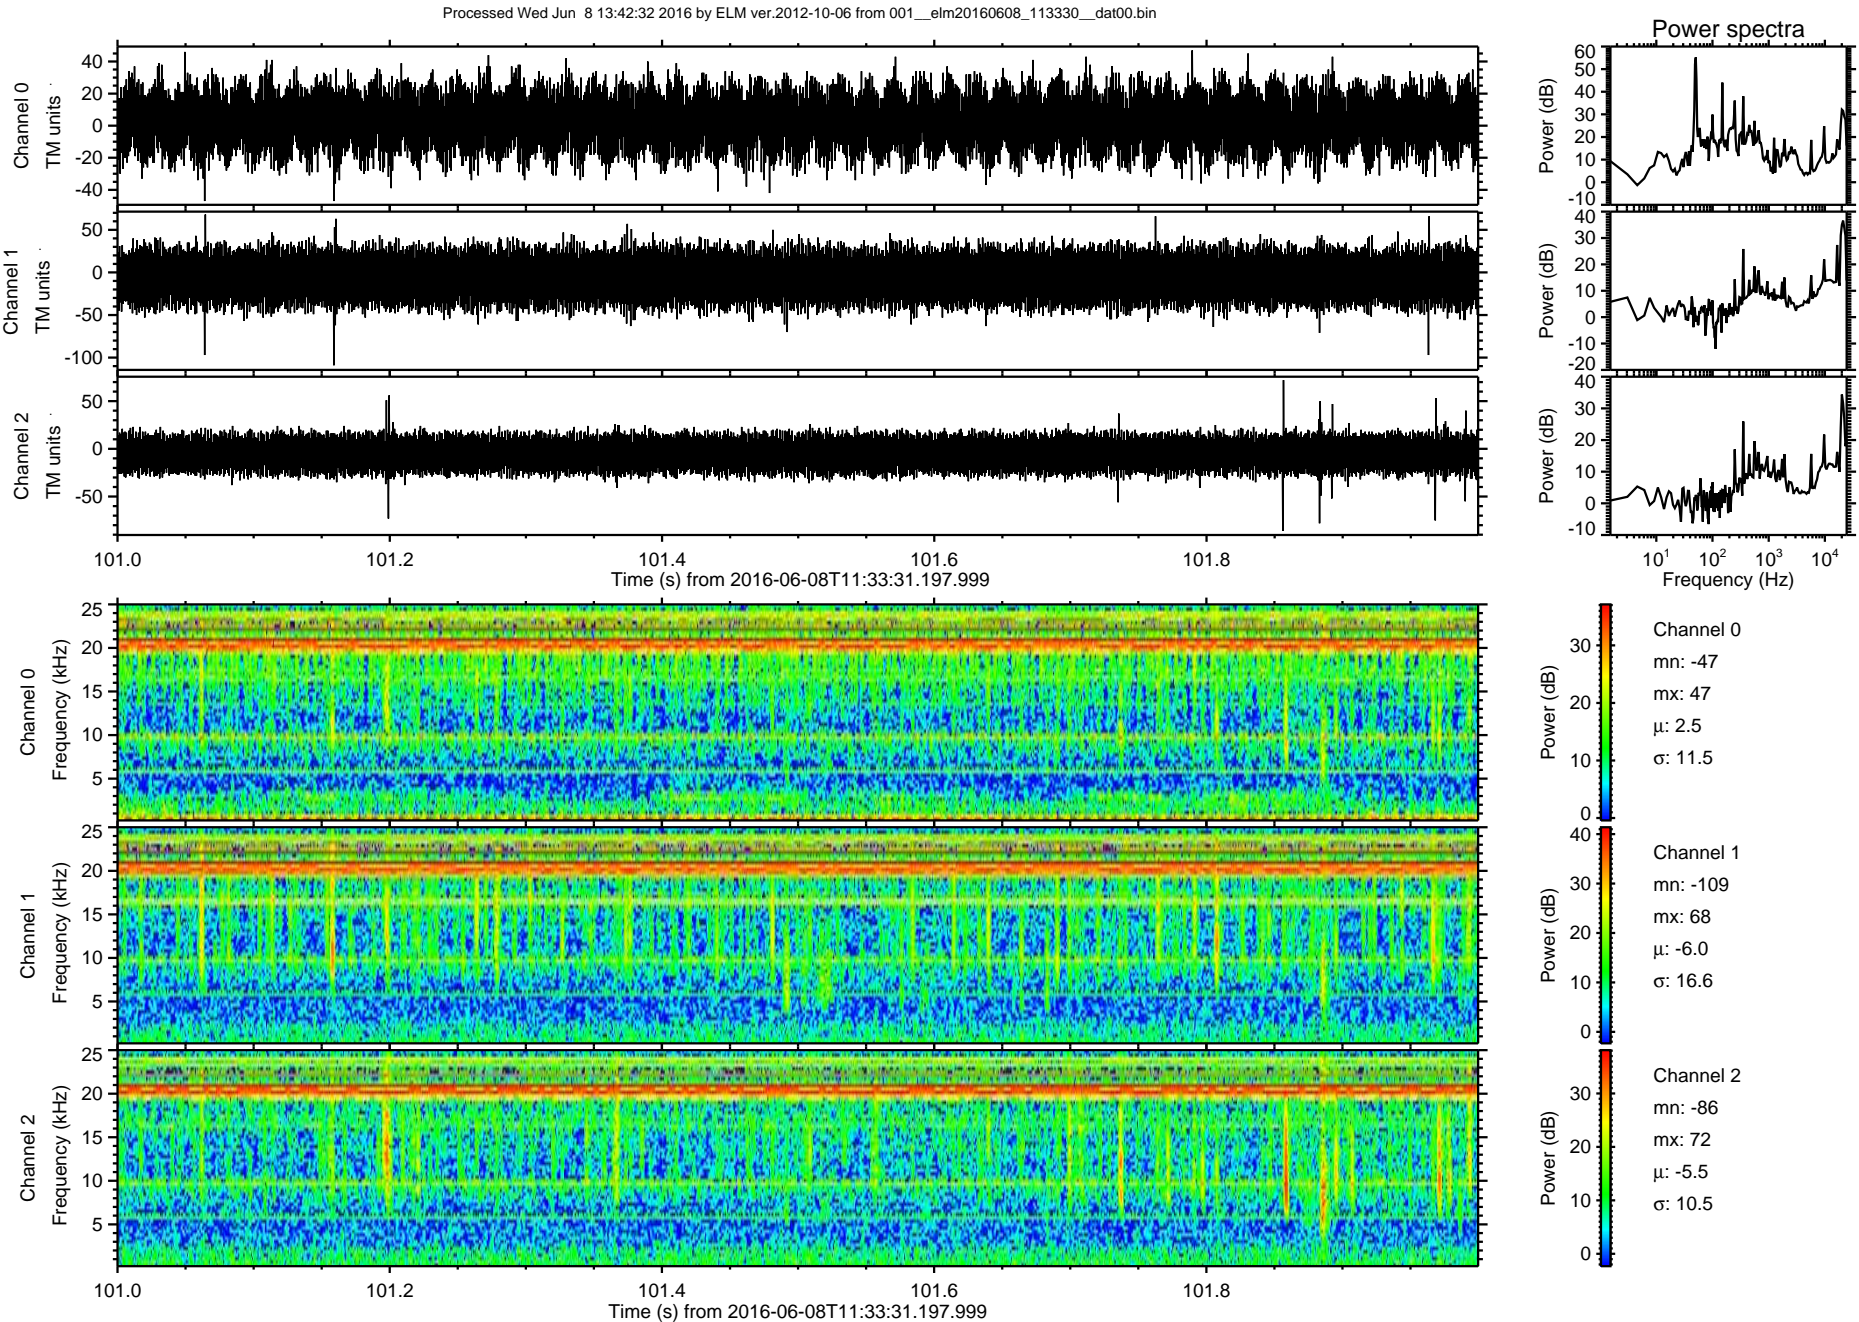 Processed Wed Jun 8 13:42:32 2016 by ELM ver.2012-10-06 from 001__elm20160608_113330__dat00.bin
Power spectra
Channel 0
TM units
40
20
0
-20
-40
Power (dB)
60
50
40
30
20
10
0
-10
Channel 1
TM units
50
0
-50
-100
Power (dB)
40
30
20
10
0
-10
-20
Channel 2
TM units
50
0
-50
Power (dB)
40
30
20
10
0
-10
101.0
101.2
101.4
101.6
101.8
Time (s) from 2016-06-08T11:33:31.197.999
10^1
10^2
10^3
10^4
Frequency (Hz)
Channel 0
Frequency (kHz)
25
20
15
10
5
Power (dB)
30
20
10
0
Channel 0
mn: -47
mx: 47
μ: 2.5
σ: 11.5
Channel 1
Frequency (kHz)
25
20
15
10
5
Power (dB)
40
30
20
10
0
Channel 1
mn: -109
mx: 68
μ: -6.0
σ: 16.6
Channel 2
Frequency (kHz)
25
20
15
10
5
Power (dB)
30
20
10
0
Channel 2
mn: -86
mx: 72
μ: -5.5
σ: 10.5
101.0
101.2
101.4
101.6
101.8
Time (s) from 2016-06-08T11:33:31.197.999